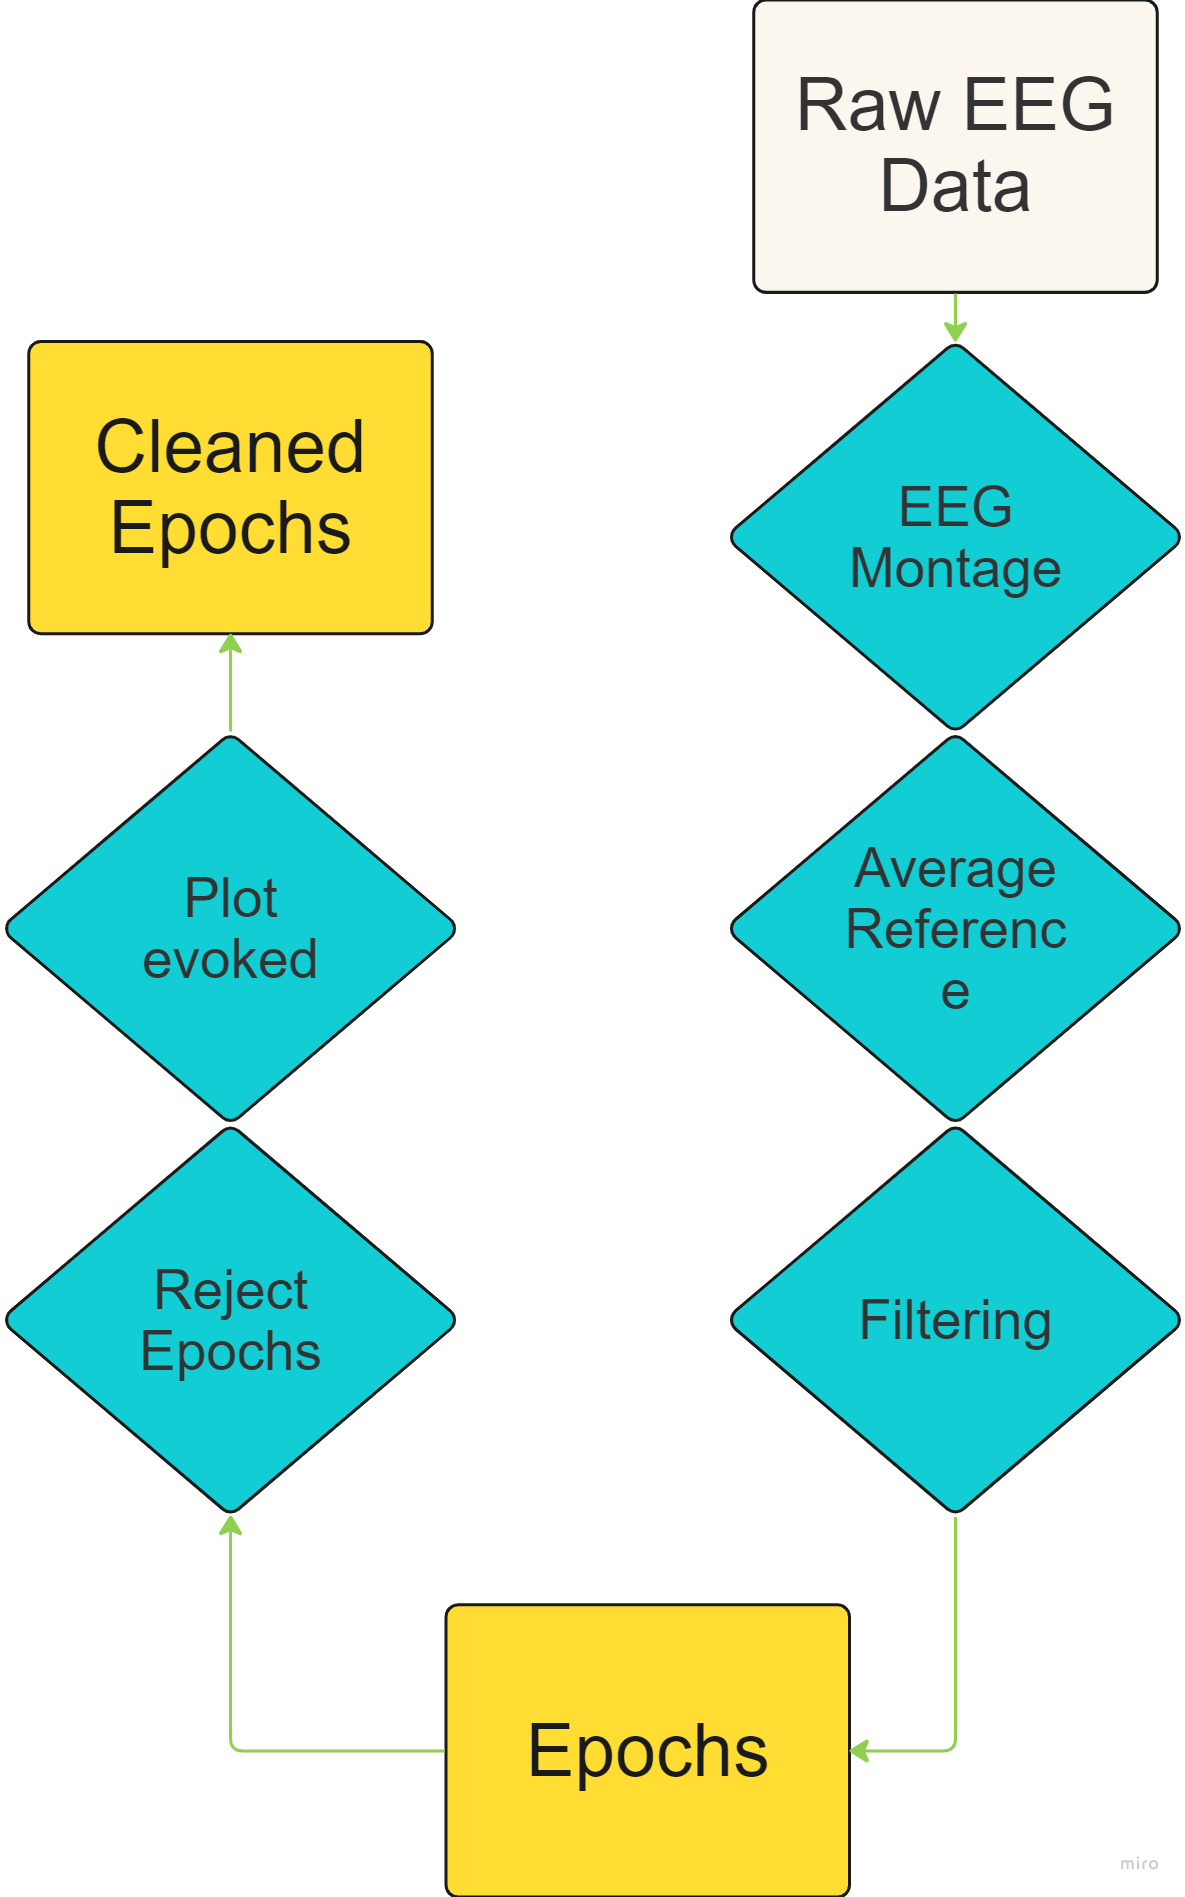 Raw EEG
Data
EEG
Montage
Average
Referenc
e
Filtering
Epochs
Reject
Epochs
Plot
evoked
Cleaned
Epochs
miro